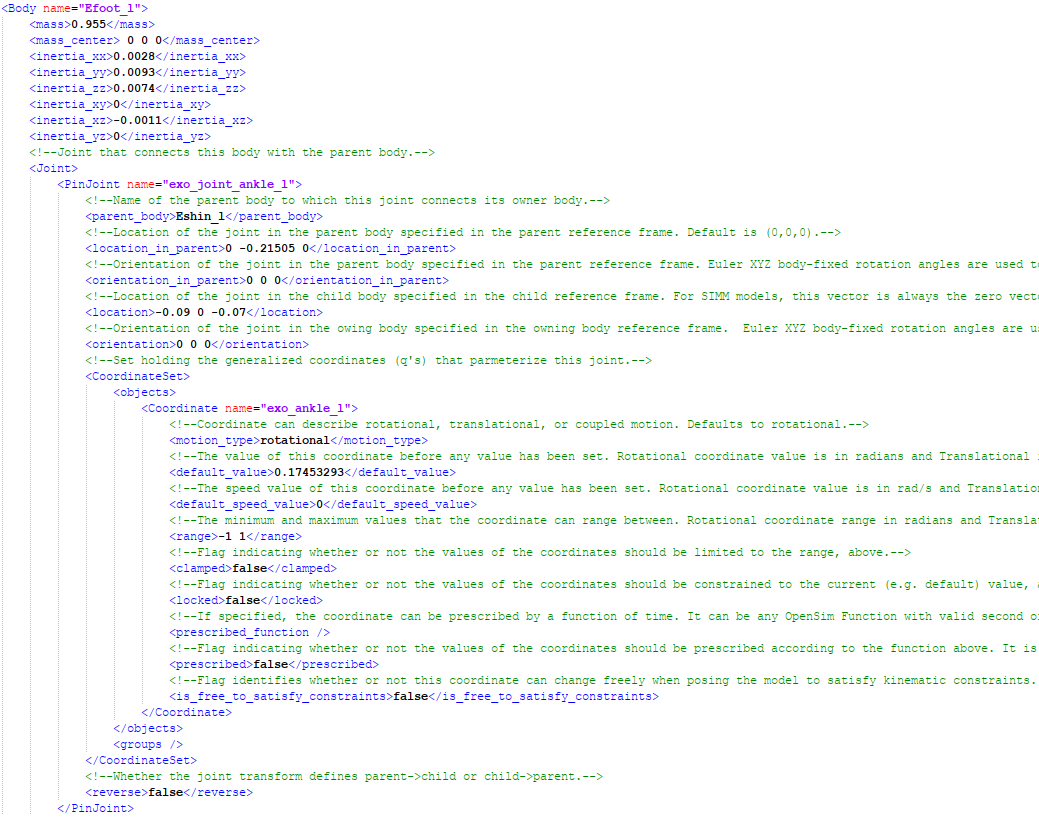 <Body name="Efoot_l">
<mass>0.955</mass>
<mass_center> 0 0 0</mass_center>
<inertia_xx>0.0028</inertia_xx>
<inertia_yy>0.0093</inertia_yy>
<inertia_zz>0.0074</inertia_zz>
<inertia_xy>0</inertia_xy>
<inertia_xz>-0.0011</inertia_xz>
<inertia_yz>0</inertia_yz>
<!--Joint that connects this body with the parent body.-->
<Joint>
<PinJoint name="exo_joint_ankle_l">
<!--Name of the parent body to which this joint connects its owner body.-->
<parent_body>Eshin_l</parent_body>
<!--Location of the joint in the parent body specified in the parent reference frame. Default is (0,0,0).-->
<location_in_parent>0 -0.21505 0</location_in_parent>
<!--Orientation of the joint in the parent body specified in the parent reference frame. Euler XYZ body-fixed rotation angles are used t
<orientation_in_parent>0 0 0</orientation_in_parent>
<!--Location of the joint in the child body specified in the child reference frame. For SIMM models, this vector is always the zero vect
<location>-0.09 0 -0.07</location>
<!--Orientation of the joint in the owing body specified in the owning body reference frame.  Euler XYZ body-fixed rotation angles are u
<orientation>0 0 0</orientation>
<!--Set holding the generalized coordinates (q's) that parmeterize this joint.-->
<CoordinateSet>
<objects>
<Coordinate name="exo_ankle_l">
<!--Coordinate can describe rotational, translational, or coupled motion. Defaults to rotational.-->
<motion_type>rotational</motion_type>
<!--The value of this coordinate before any value has been set. Rotational coordinate value is in radians and Translational
<default_value>0.17453293</default_value>
<!--The speed value of this coordinate before any value has been set. Rotational coordinate value is in rad/s and Translatio
<default_speed_value>0</default_speed_value>
<!--The minimum and maximum values that the coordinate can range between. Rotational coordinate range in radians and Transla
<range>-1 1</range>
<!--Flag indicating whether or not the values of the coordinates should be limited to the range, above.-->
<clamped>false</clamped>
<!--Flag indicating whether or not the values of the coordinates should be constrained to the current (e.g. default) value,
<locked>false</locked>
<!--If specified, the coordinate can be prescribed by a function of time. It can be any OpenSim Function with valid second o
<prescribed_function />
<!--Flag indicating whether or not the values of the coordinates should be prescribed according to the function above. It is
<prescribed>false</prescribed>
<!--Flag identifies whether or not this coordinate can change freely when posing the model to satisfy kinematic constraints.
<is_free_to_satisfy_constraints>false</is_free_to_satisfy_constraints>
</Coordinate>
</objects>
<groups />
</CoordinateSet>
<!--Whether the joint transform defines parent->child or child->parent.-->
<reverse>false</reverse>
</PinJoint>